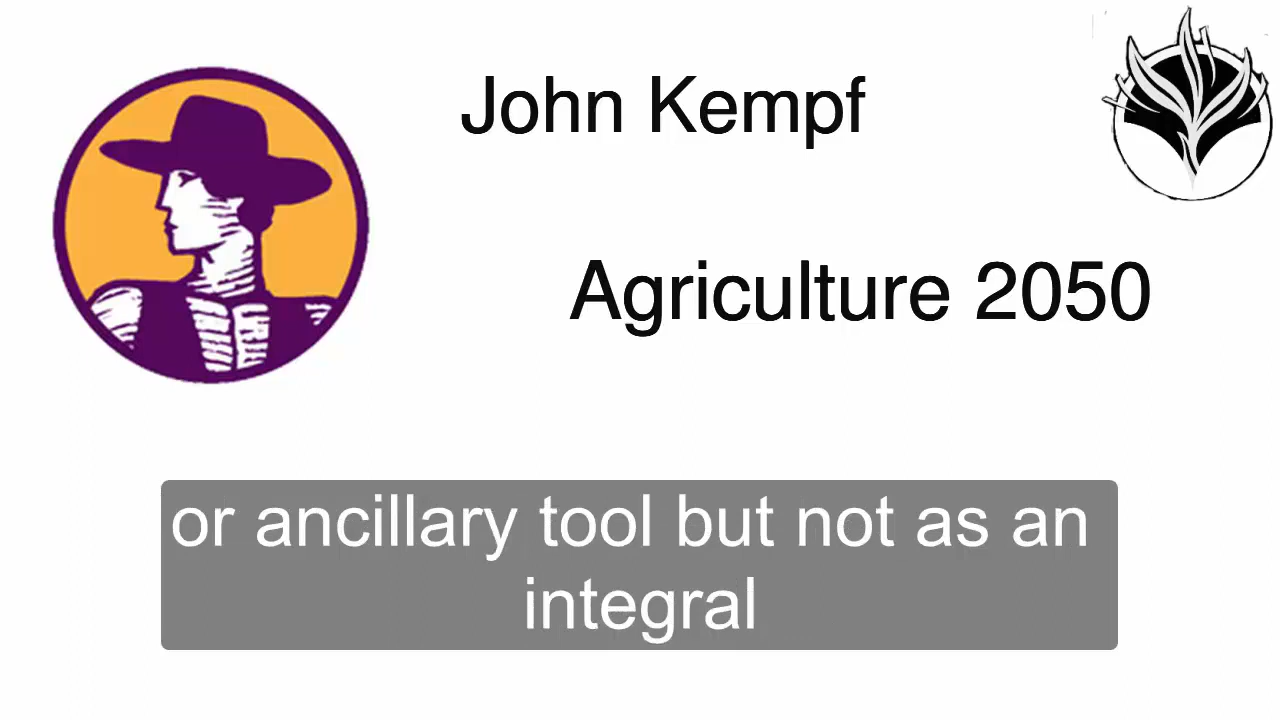 John Kempf
Agriculture 2050
or ancillary tool but not as an
integral